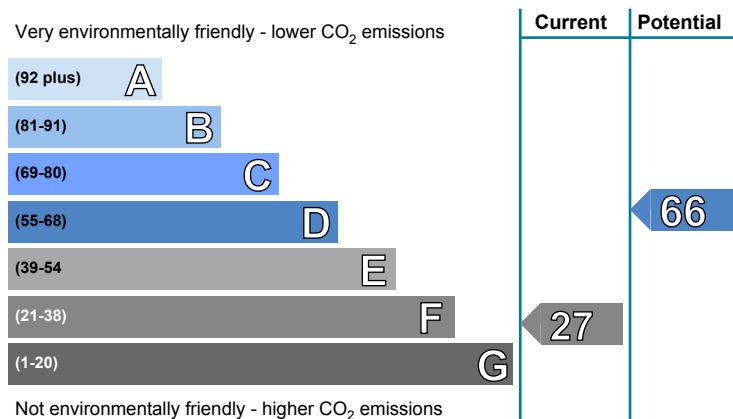 Current Potential
Very environmentally friendly - lower CO2 emissions
(92 plus) A
(81-91) B
(69-80) C
(55-68) D 66
(39-54 E
(21-38) F 27
(1-20) G
Not environmentally friendly - higher CO2 emissions